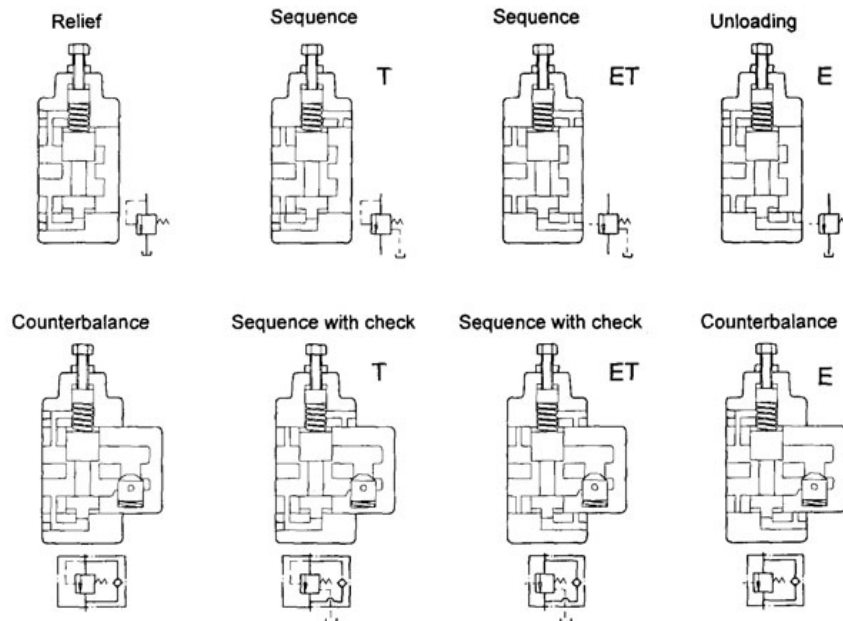 Relief
Sequence
Sequence
Unloading
T
ET
E
Counterbalance
Sequence with check
Sequence with check
Counterbalance
T
ET
E